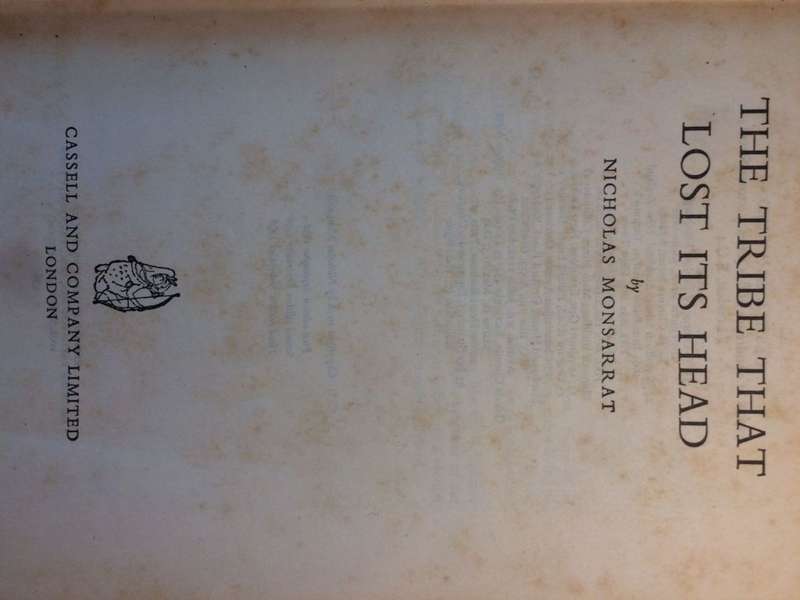 THE TRIBE THAT
LOST ITS HEAD
by
NICHOLAS MONSARRAT
CASSELL AND COMPANY LIMITED
LONDON